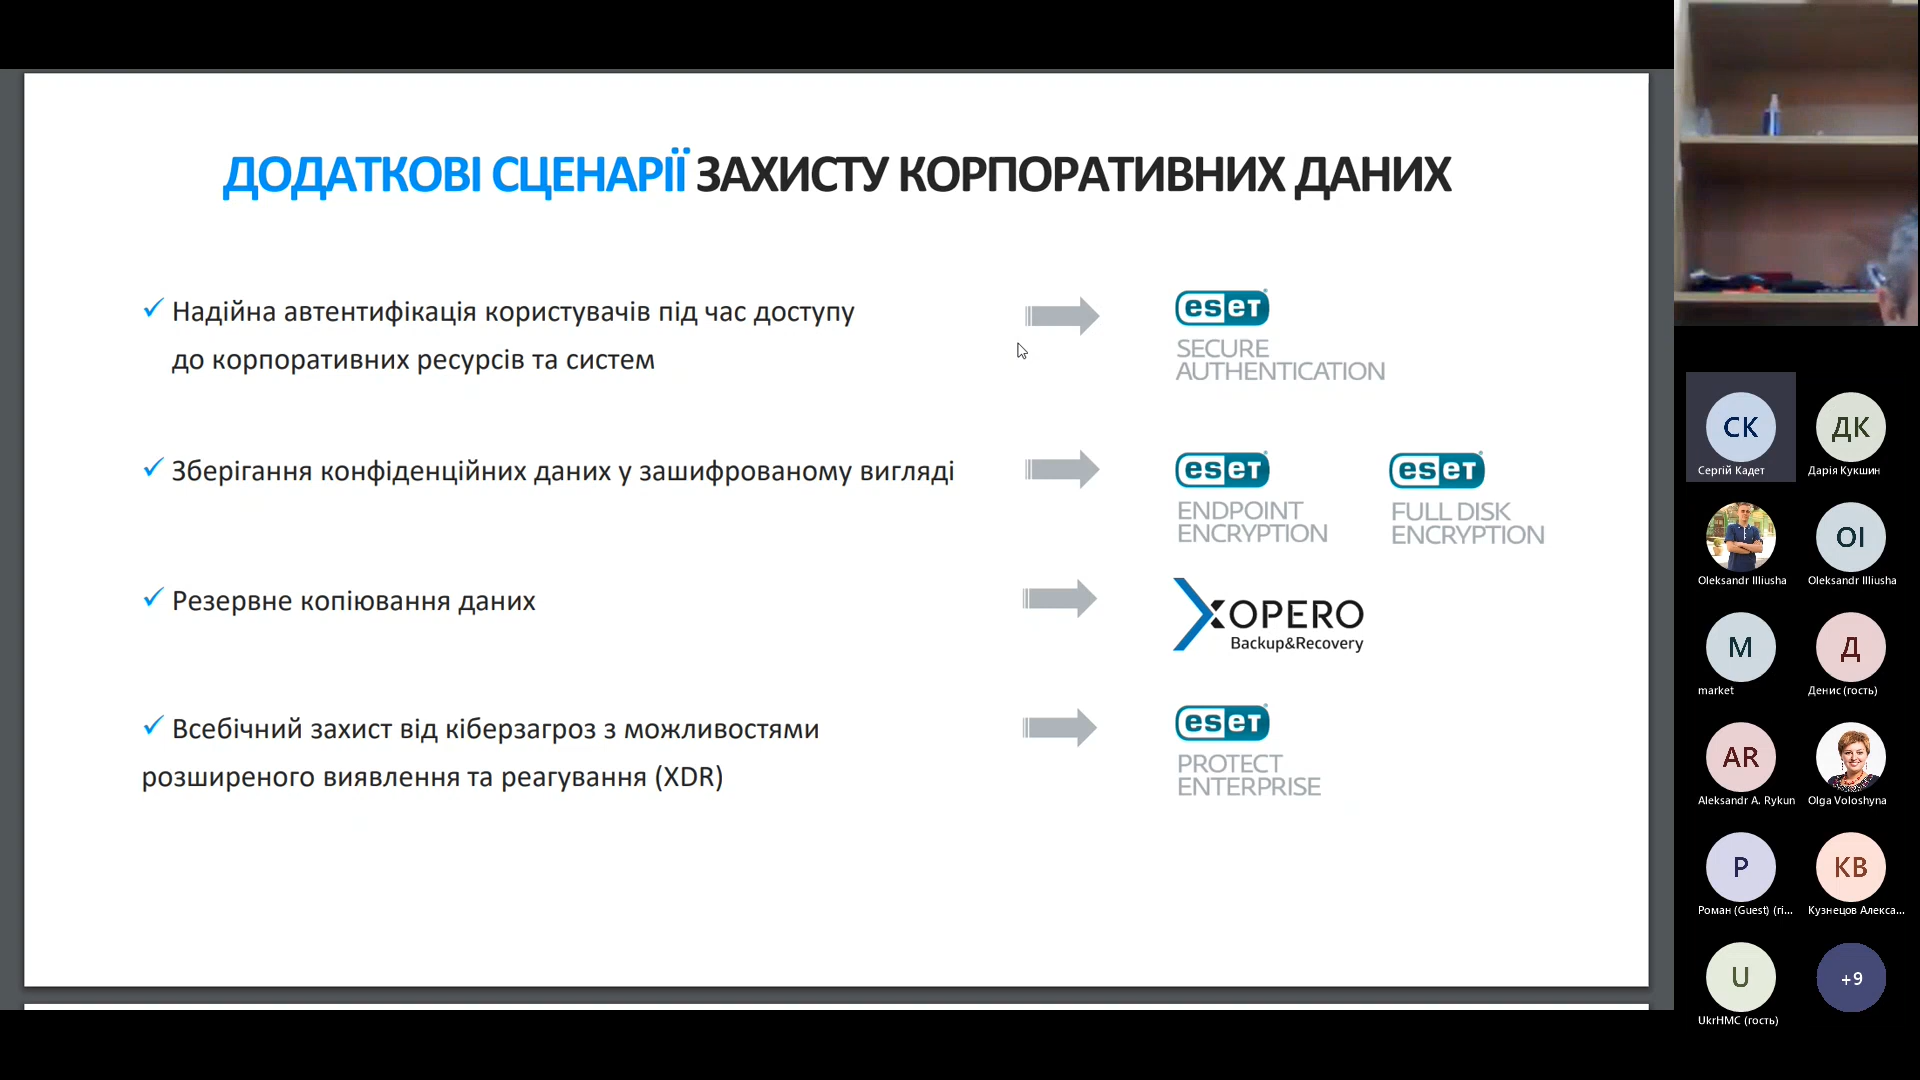 ДОДАТКОВІ СЦЕНАРІЇ ЗАХИСТУ КОРПОРАТИВНИХ ДАНИХ
✓ Надійна автентифікація користувачів під час доступу
до корпоративних ресурсів та систем
eset®
SECURE
AUTHENTICATION
✓ Зберігання конфіденційних даних у зашифрованому вигляді
eset®
ENDPOINT
ENCRYPTION
eset®
FULL DISK
ENCRYPTION
✓ Резервне копіювання даних
XOPERO
Backup&Recovery
✓ Всебічний захист від кіберзагроз з можливостями
розширеного виявлення та реагування (XDR)
eset®
PROTECT
ENTERPRISE
СК
Сергій Кадет
ДК
Дарія Кукшин
Oleksandr Illiusha
OI
Oleksandr Illiusha
M
market
Д
Денис (гость)
AR
Aleksandr A. Rykun
Olga Voloshyna
Р
Роман (Guest) (гі...
КВ
Кузнецов Алекса...
U
UkrHMC (гость)
+9